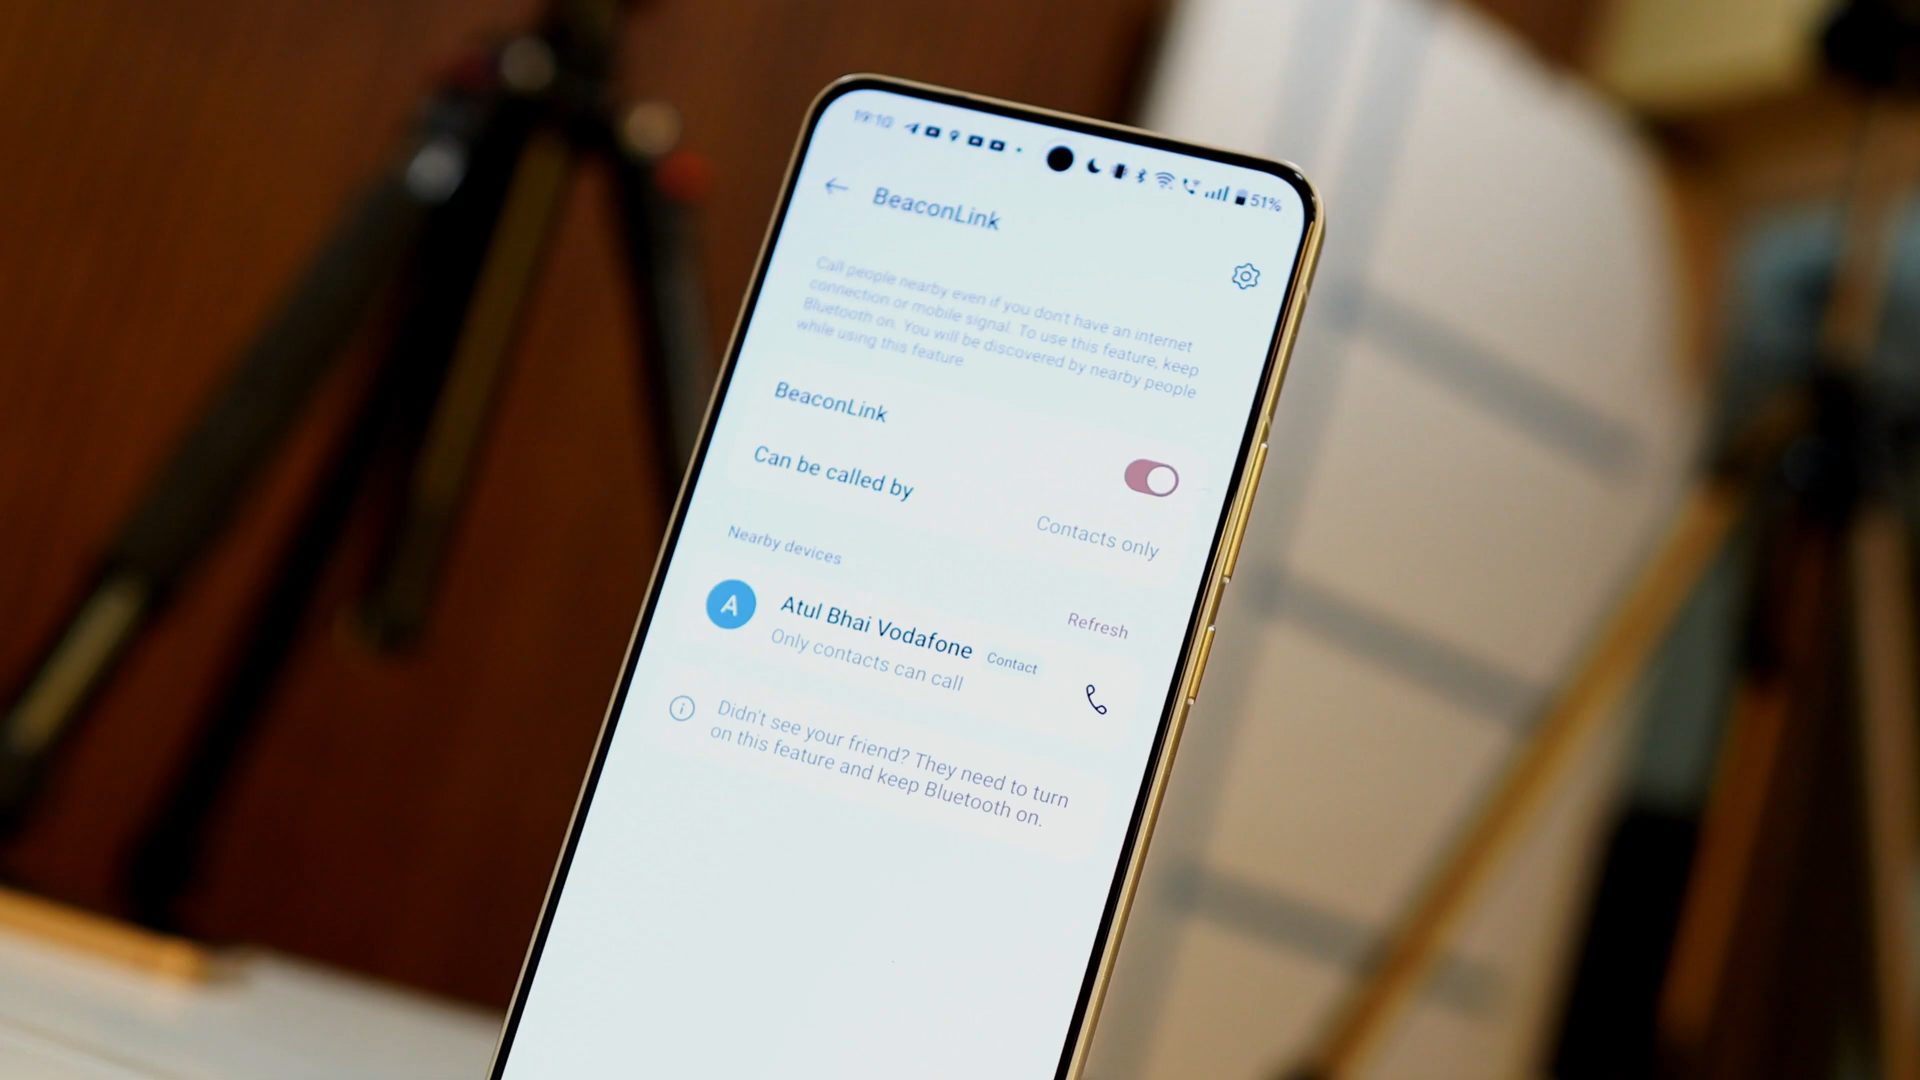 19:10 51%
BeaconLink
Call people nearby even if you don't have an internet
connection or mobile signal. To use this feature, keep
Bluetooth on. You will be discovered by nearby people
while using this feature.
BeaconLink
Can be called by
Contacts only
Nearby devices
Refresh
A
Atul Bhai Vodafone Contact
Only contacts can call
Didn't see your friend? They need to turn
on this feature and keep Bluetooth on.